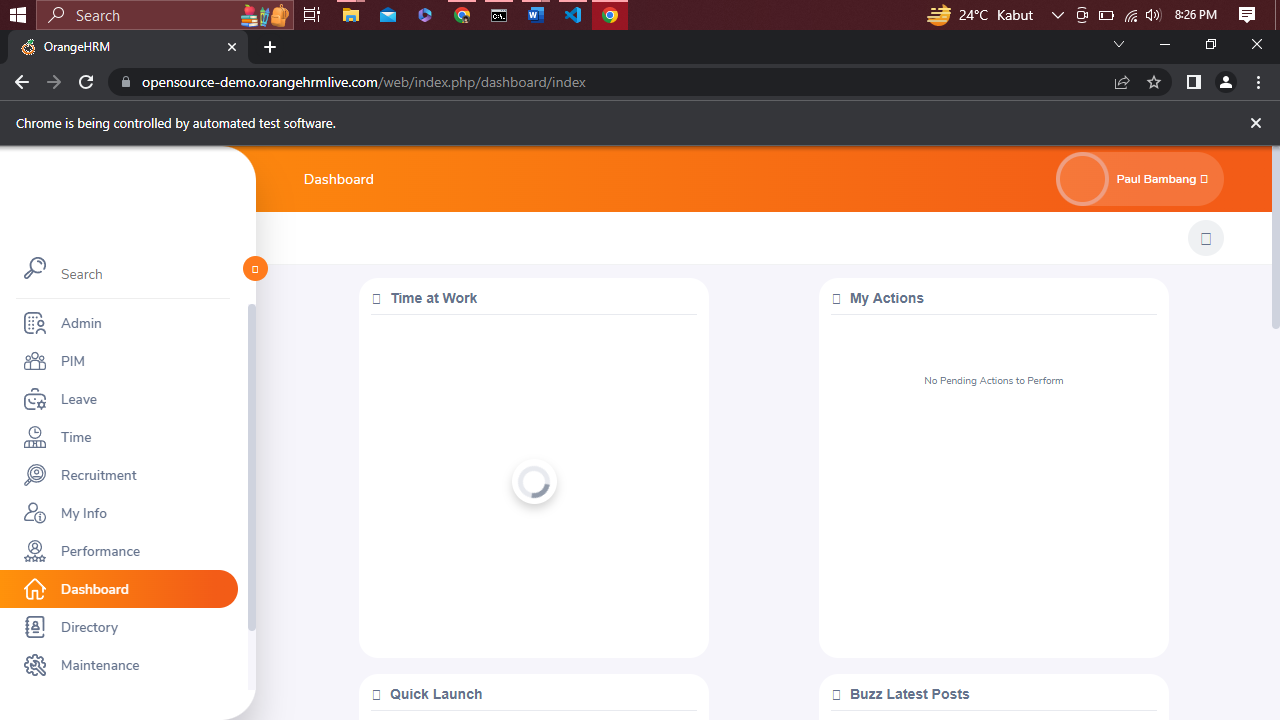 Search
24°C Kabut
8:26 PM
OrangeHRM
opensource-demo.orangehrmlive.com/web/index.php/dashboard/index
Chrome is being controlled by automated test software.
Dashboard
Paul Bambang
Search
Admin
PIM
Leave
Time
Recruitment
My Info
Performance
Dashboard
Directory
Maintenance
Time at Work
My Actions
No Pending Actions to Perform
Quick Launch
Buzz Latest Posts